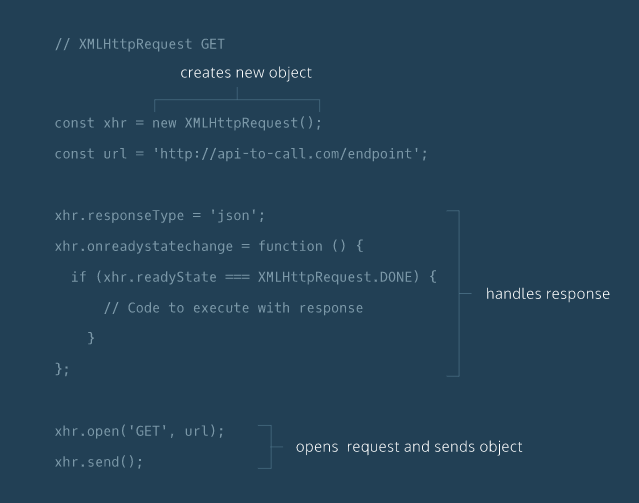 // XMLHttpRequest GET
creates new object
const xhr = new XMLHttpRequest();
const url = 'http://api-to-call.com/endpoint';
xhr.responseType = 'json';
xhr.onreadystatechange = function () {
if (xhr.readyState === XMLHttpRequest.DONE) {
handles response
// Code to execute with response
}
};
xhr.open('GET', url);
opens request and sends object
xhr.send();